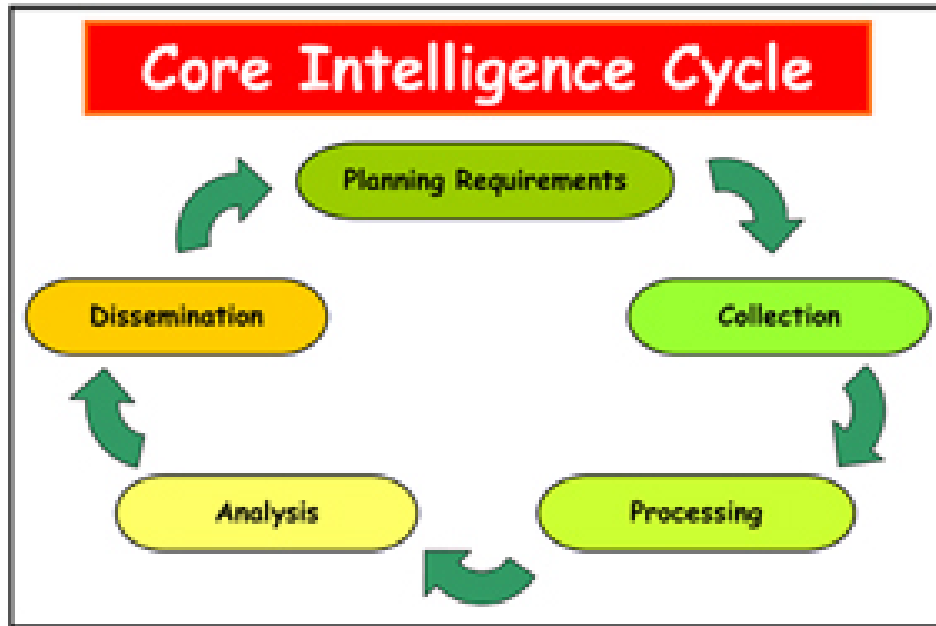 Core Intelligence Cycle
Planning Requirements
Dissemination
Collection
Analysis
Processing